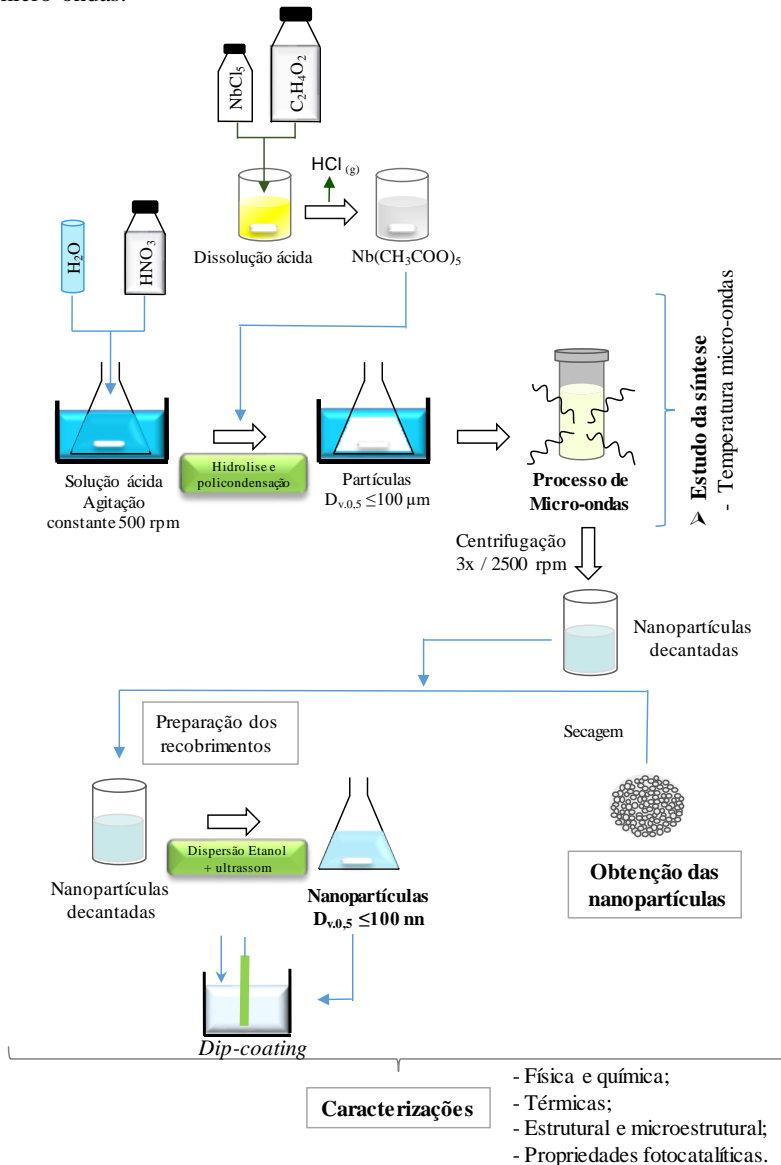 micro-ondas.
NbCl5
C2H4O2
HCl (g)
H2O
HNO3
Dissolução ácida
Nb(CH3COO)5
Solução ácida
Agitação
constante 500 rpm
Hidrolise e
policondensação
Partículas
Dv.0,5 ≤100 μm
Processo de
Micro-ondas
➢ Estudo da síntese
- Temperatura micro-ondas
Centrifugação
3x / 2500 rpm
Nanopartículas
decantadas
Preparação dos
recobrimentos
Secagem
Dispersão Etanol
+ ultrassom
Nanopartículas
decantadas
Nanopartículas
Dv.0,5 ≤100 nn
Obtenção das
nanopartículas
Dip-coating
Caracterizações
- Física e química;
- Térmicas;
- Estrutural e microestrutural;
- Propriedades fotocatalíticas.